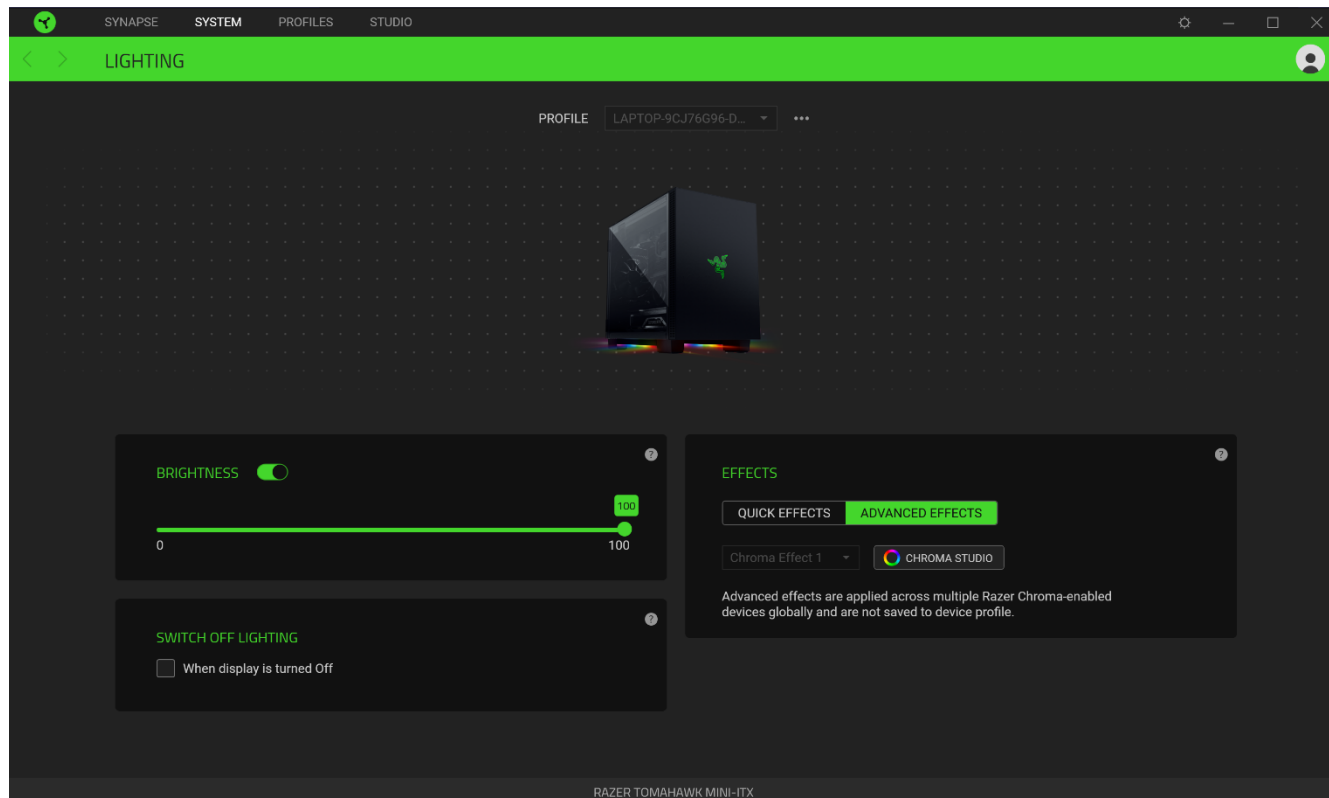 SYNAPSE SYSTEM PROFILES STUDIO
LIGHTING
PROFILE LAPTOP-9CJ76G96-D...
BRIGHTNESS
100
0 100
SWITCH OFF LIGHTING
When display is turned Off
EFFECTS
QUICK EFFECTS ADVANCED EFFECTS
Chroma Effect 1 CHROMA STUDIO
Advanced effects are applied across multiple Razer Chroma-enabled
devices globally and are not saved to device profile.
RAZER TOMAHAWK MINI-ITX